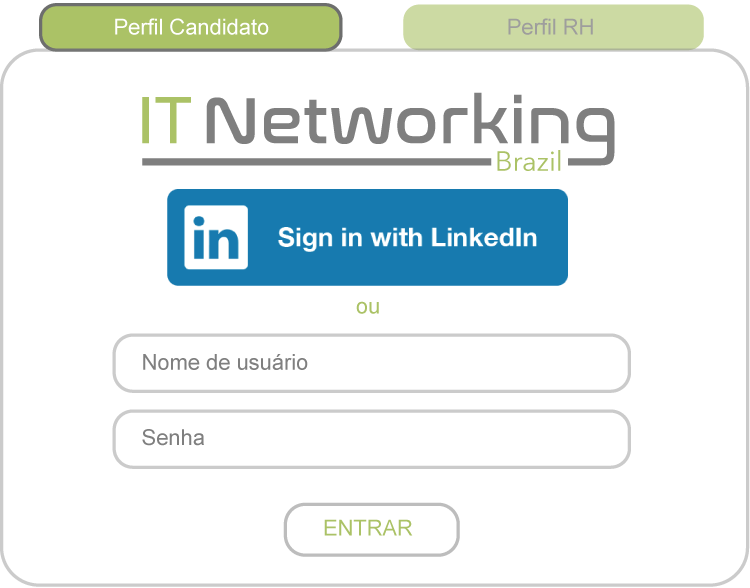 Perfil Candidato Perfil RH
IT Networking
Brazil
in Sign in with LinkedIn
ou
Nome de usuário
Senha
ENTRAR